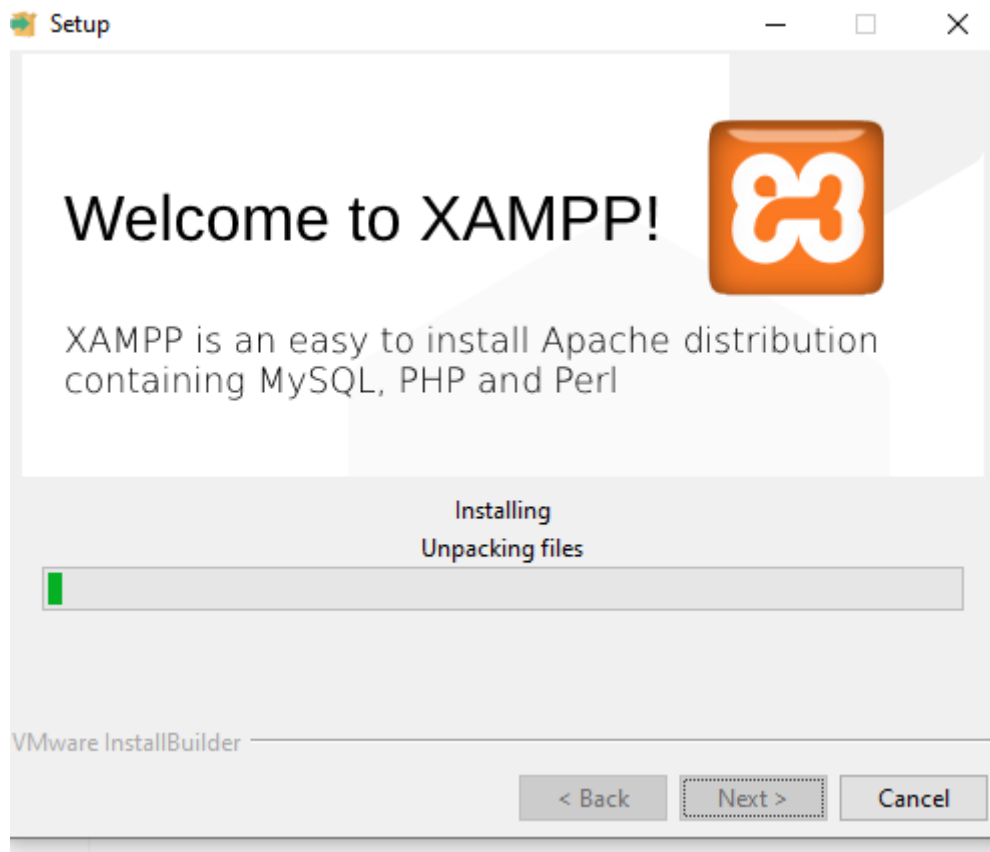 Setup
Welcome to XAMPP!
XAMPP is an easy to install Apache distribution
containing MySQL, PHP and Perl
Installing
Unpacking files
VMware InstallBuilder
< Back
Next >
Cancel